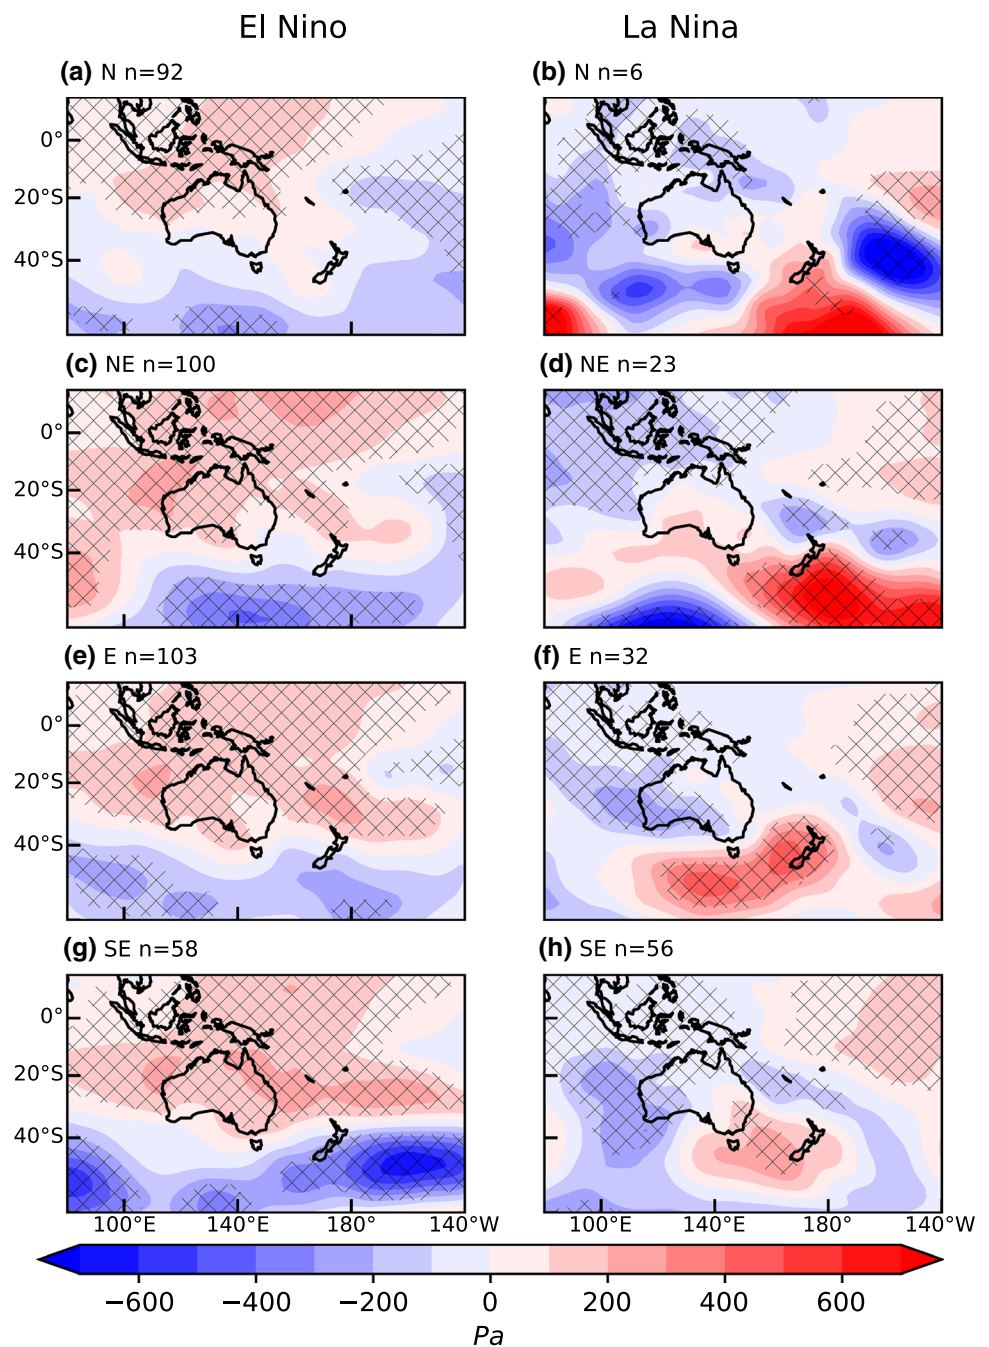 El Nino La Nina
(a) N n=92 (b) N n=6
0°
20°S
40°S
(c) NE n=100 (d) NE n=23
0°
20°S
40°S
(e) E n=103 (f) E n=32
0°
20°S
40°S
(g) SE n=58 (h) SE n=56
0°
20°S
40°S
100°E 140°E 180° 140°W 100°E 140°E 180° 140°W
−600 −400 −200 0 200 400 600
Pa